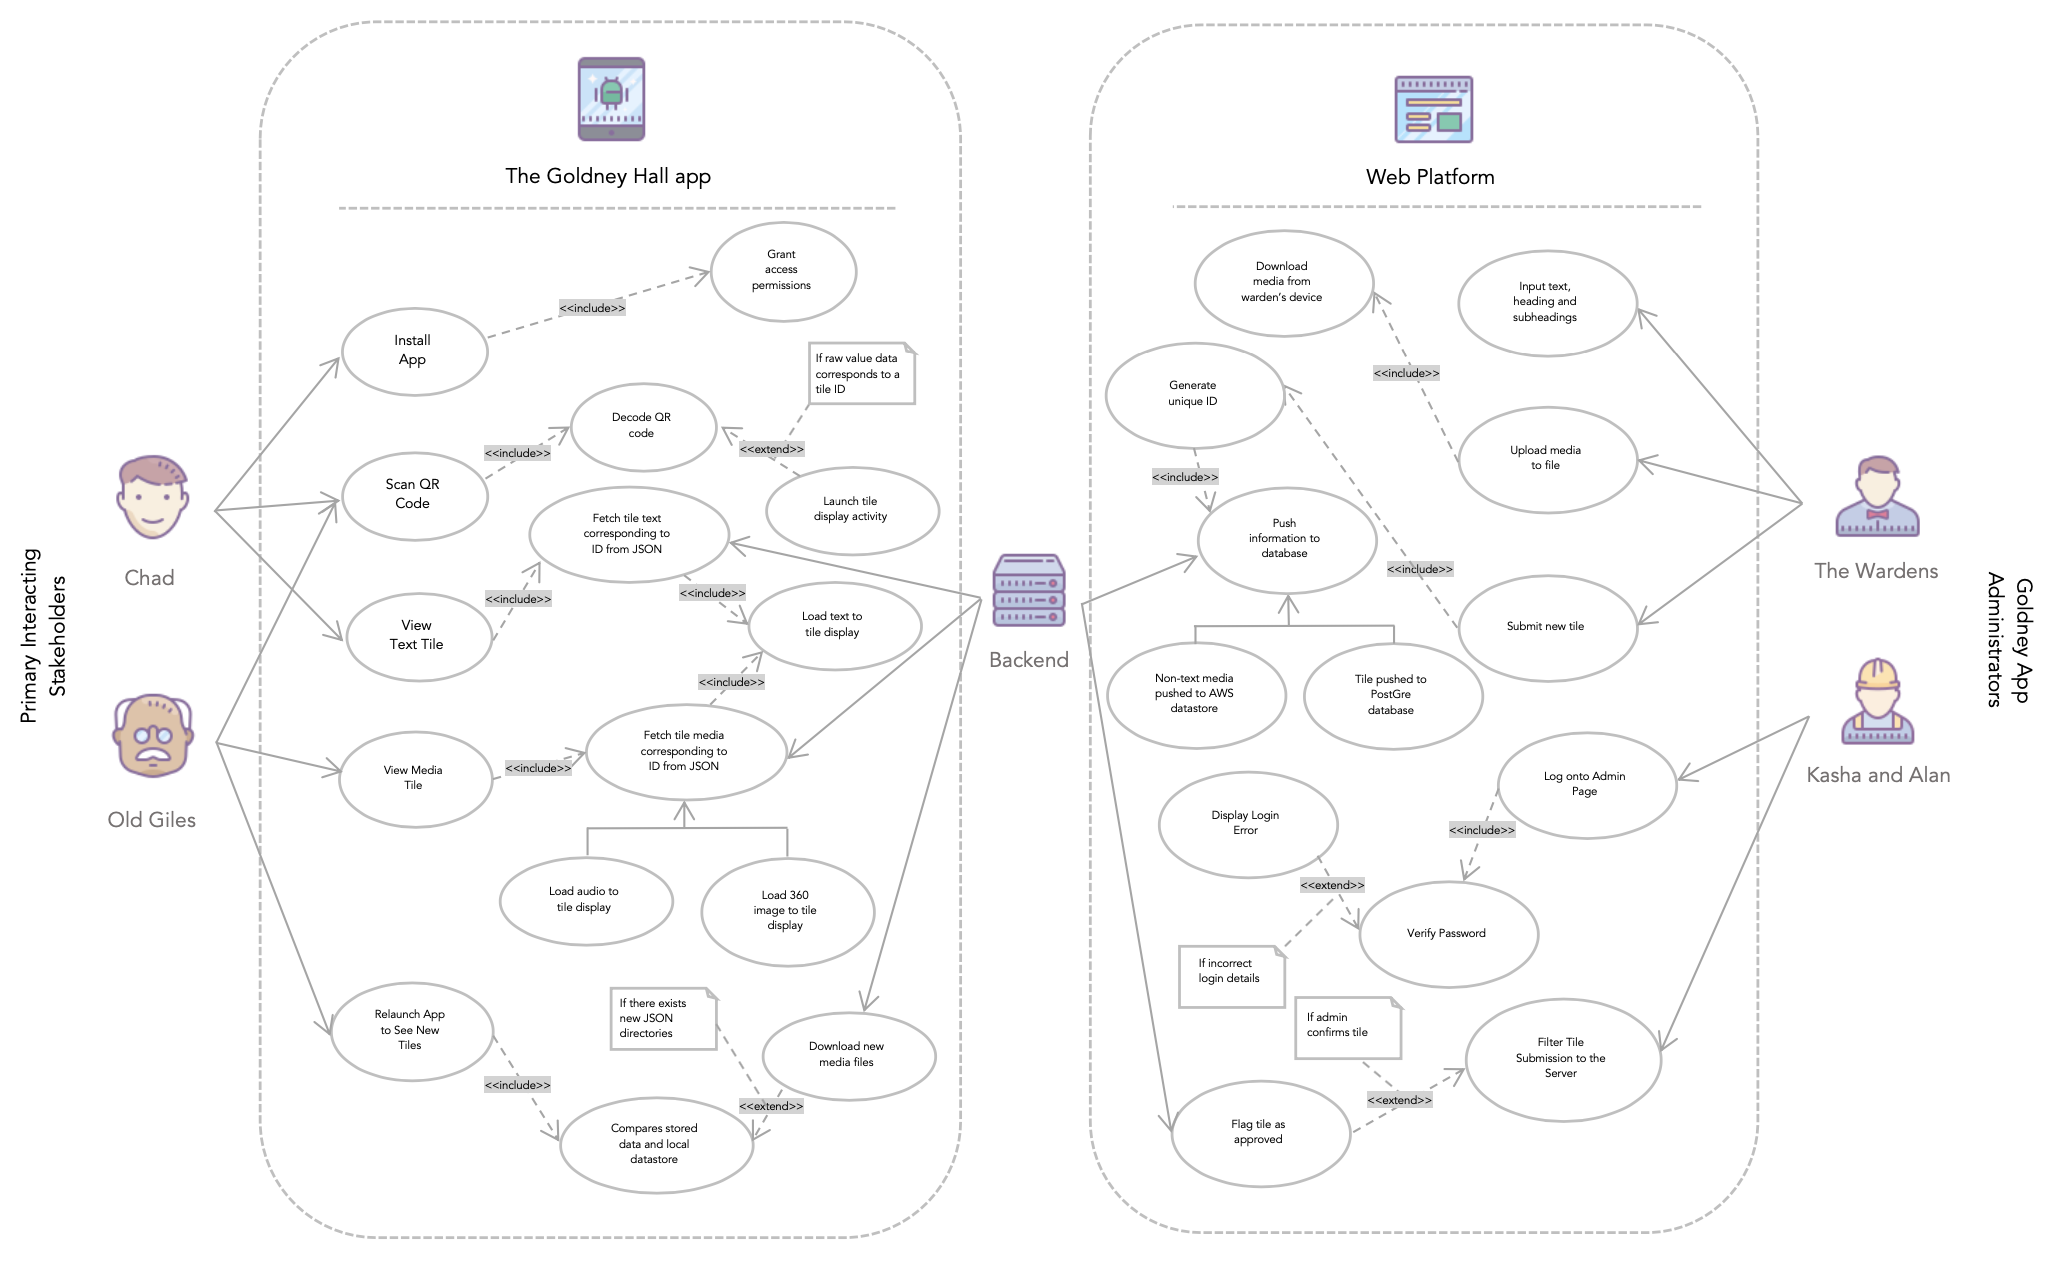 The Goldney Hall app
Grant
access
permissions
<<include>>
Install
App
If raw value data
corresponds to a
tile ID
Decode QR
code
<<include>>
<<extend>>
Scan QR
Code
Launch tile
display activity
Fetch tile text
corresponding to
ID from JSON
Chad
<<include>>
<<include>>
View
Text Tile
Load text to
tile display
Primary Interacting
Stakeholders
<<include>>
Fetch tile media
corresponding to
ID from JSON
View Media
Tile
<<include>>
Old Giles
Load audio to
tile display
Load 360
image to tile
display
If there exists
new JSON
directories
Relaunch App
to See New
Tiles
Download new
media files
<<include>>
<<extend>>
Compares stored
data and local
datastore
Backend
Web Platform
Download
media from
warden's device
Input text,
heading and
subheadings
<<include>>
Generate
unique ID
Upload media
to file
<<include>>
Push
information to
database
<<include>>
The Wardens
Submit new tile
Goldney App
Administrators
Non-text media
pushed to AWS
datastore
Tile pushed to
PostGre
database
Log onto Admin
Page
Kasha and Alan
Display Login
Error
<<include>>
<<extend>>
Verify Password
If incorrect
login details
If admin
confirms tile
Filter Tile
Submission to the
Server
<<extend>>
Flag tile as
approved